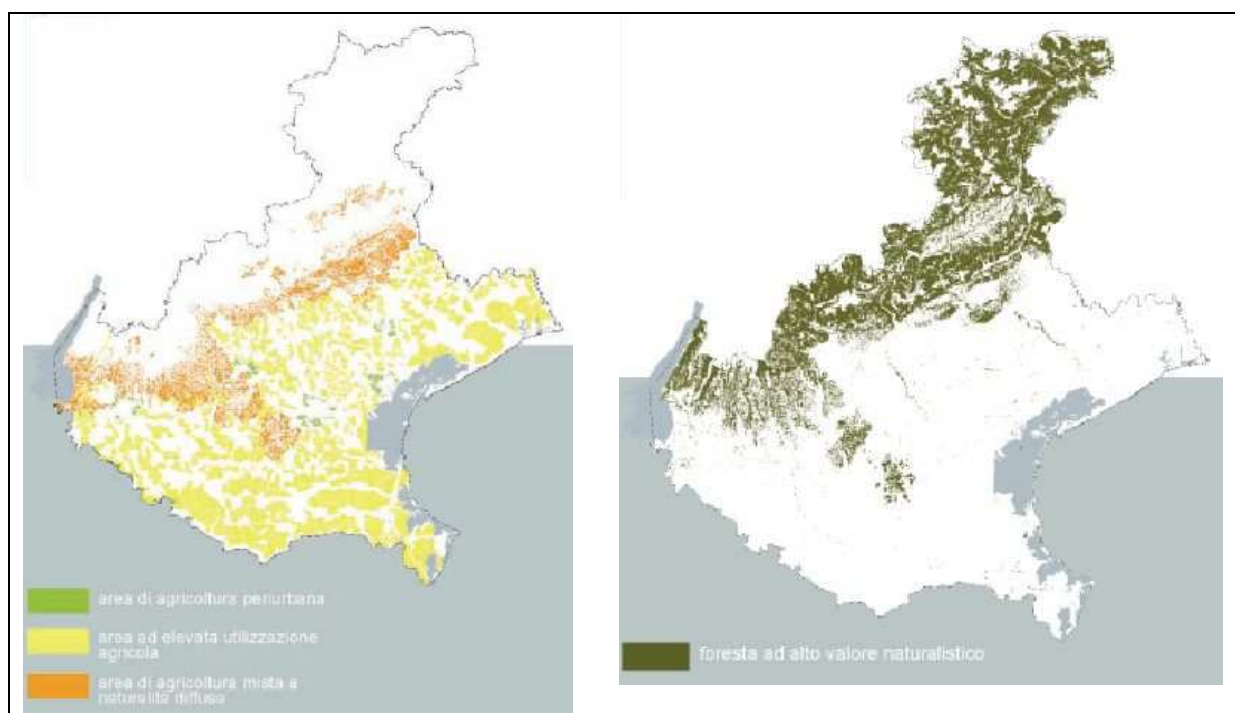 area di agricoltura periurbana
area ad elevata utilizzazione
agricola
area di agricoltura mista a
naturalità diffusa
foresta ad alto valore naturalistico